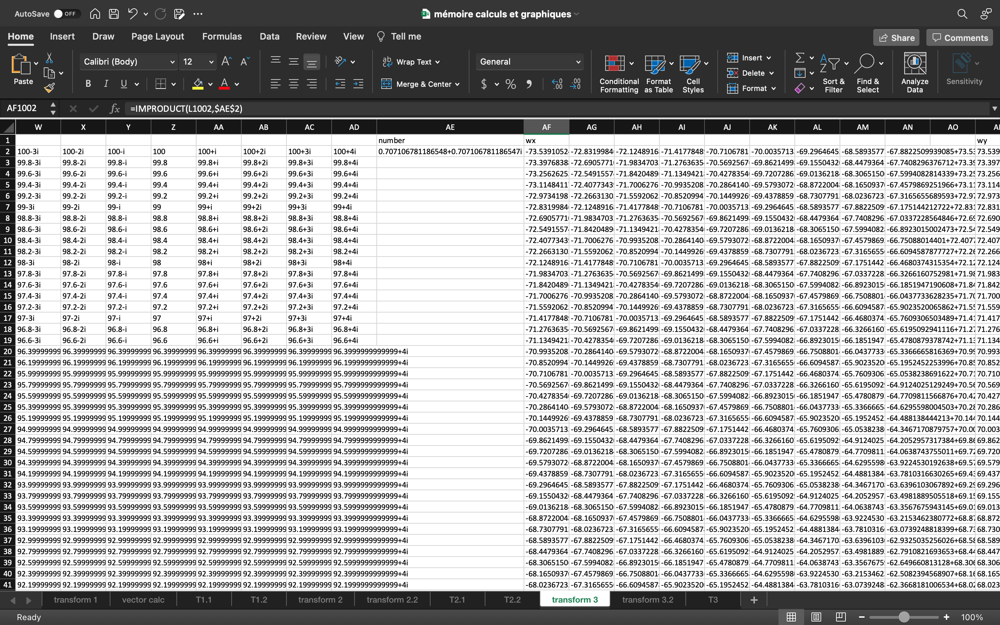 AutoSave OFF
mémoire calculs et graphiques
Home Insert Draw Page Layout Formulas Data Review View Tell me Share Comments
Paste Calibri (Body) 12 Wrap Text General Insert
Merge & Center Conditional Formatting Format as Table Cell Styles Delete Format Sort & Filter Find & Select Analyze Data Sensitivity
AF1002 fx =IMPRODUCT(L1002,$AE$2)
W X Y Z AA AB AC AD AE AF AG AH AI AJ AK AL AM AN AO
1 number wx wy
2 100-3i 100-2i 100-i 100 100+i 100+2i 100+3i 100+4i 0.707106781186548+0.707106781186547i -73.5391052 -72.8319984 -72.1248916 -71.4177848 -70.7106781 -70.0035713 -69.2964645 -68.5893577 -67.8822509939085+73.53 73.539
3 99.8-3i 99.8-2i 99.8-i 99.8 99.8+i 99.8+2i 99.8+3i 99.8+4i -73.3976838 -72.6905771 -71.9834703 -71.2763635 -70.5692567 -69.8621499 -69.1550432 -68.4479364 -67.7408296376712+73.39 73.397
4 99.6-3i 99.6-2i 99.6-i 99.6 99.6+i 99.6+2i 99.6+3i 99.6+4i -73.2562625 -72.5491557 -71.8420489 -71.1349421 -70.4278354 -69.7207286 -69.0136218 -68.3065150 -67.5994082814339+73.25 73.256
5 99.4-3i 99.4-2i 99.4-i 99.4 99.4+i 99.4+2i 99.4+3i 99.4+4i -73.1148411 -72.4077343 -71.7006276 -70.9935208 -70.2864140 -69.5793072 -68.8722004 -68.1650937 -67.4579869251966+73.11 73.114
6 99.2-3i 99.2-2i 99.2-i 99.2 99.2+i 99.2+2i 99.2+3i 99.2+4i -72.9734198 -72.2663130 -71.5592062 -70.8520994 -70.1449926 -69.4378859 -68.7307791 -68.0236723 -67.3165655689593+72.97 72.973
7 99-3i 99-2i 99-i 99 99+i 99+2i 99+3i 99+4i -72.8319984 -72.1248916 -71.4177848 -70.7106781 -70.0035713 -69.2964645 -68.5893577 -67.8822509 -67.175144212722+72.831 72.831
8 98.8-3i 98.8-2i 98.8-i 98.8 98.8+i 98.8+2i 98.8+3i 98.8+4i -72.6905771 -71.9834703 -71.2763635 -70.5692567 -69.8621499 -69.1550432 -68.4479364 -67.7408296 -67.0337228564846+72.69 72.690
9 98.6-3i 98.6-2i 98.6-i 98.6 98.6+i 98.6+2i 98.6+3i 98.6+4i -72.5491557 -71.8420489 -71.1349421 -70.4278354 -69.7207286 -69.0136218 -68.3065150 -67.5994082 -66.8923015002473+72.54 72.549
10 98.4-3i 98.4-2i 98.4-i 98.4 98.4+i 98.4+2i 98.4+3i 98.4+4i -72.4077343 -71.7006276 -70.9935208 -70.2864140 -69.5793072 -68.8722004 -68.1650937 -67.4579869 -66.75088014401+72.4077 72.407
11 98.2-3i 98.2-2i 98.2-i 98.2 98.2+i 98.2+2i 98.2+3i 98.2+4i -72.2663130 -71.5592062 -70.8520994 -70.1449926 -69.4378859 -68.7307791 -68.0236723 -67.3165655 -66.6094587877727+72.26 72.266
12 98-3i 98-2i 98-i 98 98+i 98+2i 98+3i 98+4i -72.1248916 -71.4177848 -70.7106781 -70.0035713 -69.2964645 -68.5893577 -67.8822509 -67.1751442 -66.4680374315354+72.12 72.124
13 97.8-3i 97.8-2i 97.8-i 97.8 97.8+i 97.8+2i 97.8+3i 97.8+4i -71.9834703 -71.2763635 -70.5692567 -69.8621499 -69.1550432 -68.4479364 -67.7408296 -67.0337228 -66.3266160752981+71.98 71.983
14 97.6-3i 97.6-2i 97.6-i 97.6 97.6+i 97.6+2i 97.6+3i 97.6+4i -71.8420489 -71.1349421 -70.4278354 -69.7207286 -69.0136218 -68.3065150 -67.5994082 -66.8923015 -66.1851947190608+71.84 71.842
15 97.4-3i 97.4-2i 97.4-i 97.4 97.4+i 97.4+2i 97.4+3i 97.4+4i -71.7006276 -70.9935208 -70.2864140 -69.5793072 -68.8722004 -68.1650937 -67.4579869 -66.7508801 -66.0437733628235+71.70 71.700
16 97.2-3i 97.2-2i 97.2-i 97.2 97.2+i 97.2+2i 97.2+3i 97.2+4i -71.5592062 -70.8520994 -70.1449926 -69.4378859 -68.7307791 -68.0236723 -67.3165655 -66.6094587 -65.9023520065862+71.55 71.559
17 97-3i 97-2i 97-i 97 97+i 97+2i 97+3i 97+4i -71.4177848 -70.7106781 -70.0035713 -69.2964645 -68.5893577 -67.8822509 -67.1751442 -66.4680374 -65.7609306503489+71.41 71.417
18 96.8-3i 96.8-2i 96.8-i 96.8 96.8+i 96.8+2i 96.8+3i 96.8+4i -71.2763635 -70.5692567 -69.8621499 -69.1550432 -68.4479364 -67.7408296 -67.0337228 -66.3266160 -65.6195092941116+71.27 71.276
19 96.6-3i 96.6-2i 96.6-i 96.6 96.6+i 96.6+2i 96.6+3i 96.6+4i -71.1349421 -70.4278354 -69.7207286 -69.0136218 -68.3065150 -67.5994082 -66.8923015 -66.1851947 -65.4780879378742+71.13 71.134
20 96.39999999 96.39999999 96.39999999 96.39999999 96.39999999 96.39999999 96.39999999 96.3999999999999+4i -70.9935208 -70.2864140 -69.5793072 -68.8722004 -68.1650937 -67.4579869 -66.7508801 -66.0437733 -65.3366665816369+70.99 70.993
21 96.19999999 96.19999999 96.19999999 96.19999999 96.19999999 96.19999999 96.19999999 96.1999999999999+4i -70.8520994 -70.1449926 -69.4378859 -68.7307791 -68.0236723 -67.3165655 -66.6094587 -65.9023520 -65.1952452253996+70.85 70.852
22 95.99999999 95.99999999 95.99999999 95.99999999 95.99999999 95.99999999 95.99999999 95.9999999999999+4i -70.7106781 -70.0035713 -69.2964645 -68.5893577 -67.8822509 -67.1751442 -66.4680374 -65.7609306 -65.0538238691622+70.71 70.710
23 95.79999999 95.79999999 95.79999999 95.79999999 95.79999999 95.79999999 95.79999999 95.7999999999999+4i -70.5692567 -69.8621499 -69.1550432 -68.4479364 -67.7408296 -67.0337228 -66.3266160 -65.6195092 -64.9124025129249+70.56 70.569
24 95.59999999 95.59999999 95.59999999 95.59999999 95.59999999 95.59999999 95.59999999 95.5999999999999+4i -70.4278354 -69.7207286 -69.0136218 -68.3065150 -67.5994082 -66.8923015 -66.1851947 -65.4780879 -64.7709811566876+70.42 70.427
25 95.39999999 95.39999999 95.39999999 95.39999999 95.39999999 95.39999999 95.39999999 95.3999999999999+4i -70.2864140 -69.5793072 -68.8722004 -68.1650937 -67.4579869 -66.7508801 -66.0437733 -65.3366665 -64.6295598004503+70.28 70.286
26 95.19999999 95.19999999 95.19999999 95.19999999 95.19999999 95.19999999 95.19999999 95.1999999999999+4i -70.1449926 -69.4378859 -68.7307791 -68.0236723 -67.3165655 -66.6094587 -65.9023520 -65.1952452 -64.488138444213+70.144 70.144
27 94.99999999 94.99999999 94.99999999 94.99999999 94.99999999 94.99999999 94.99999999 94.9999999999999+4i -70.0035713 -69.2964645 -68.5893577 -67.8822509 -67.1751442 -66.4680374 -65.7609306 -65.0538238 -64.3467170879757+70.00 70.003
28 94.79999999 94.79999999 94.79999999 94.79999999 94.79999999 94.79999999 94.79999999 94.7999999999999+4i -69.8621499 -69.1550432 -68.4479364 -67.7408296 -67.0337228 -66.3266160 -65.6195092 -64.9124025 -64.2052957317384+69.86 69.862
29 94.59999999 94.59999999 94.59999999 94.59999999 94.59999999 94.59999999 94.59999999 94.5999999999999+4i -69.7207286 -69.0136218 -68.3065150 -67.5994082 -66.8923015 -66.1851947 -65.4780879 -64.7709811 -64.0638743755011+69.72 69.720
30 94.39999999 94.39999999 94.39999999 94.39999999 94.39999999 94.39999999 94.39999999 94.3999999999999+4i -69.5793072 -68.8722004 -68.1650937 -67.4579869 -66.7508801 -66.0437733 -65.3366665 -64.6295598 -63.9224530192638+69.57 69.579
31 94.19999999 94.19999999 94.19999999 94.19999999 94.19999999 94.19999999 94.19999999 94.1999999999999+4i -69.4378859 -68.7307791 -68.0236723 -67.3165655 -66.6094587 -65.9023520 -65.1952452 -64.4881384 -63.7810316630265+69.43 69.437
32 93.99999999 93.99999999 93.99999999 93.99999999 93.99999999 93.99999999 93.99999999 93.9999999999999+4i -69.2964645 -68.5893577 -67.8822509 -67.1751442 -66.4680374 -65.7609306 -65.0538238 -64.3467170 -63.6396103067892+69.29 69.296
33 93.79999999 93.79999999 93.79999999 93.79999999 93.79999999 93.79999999 93.79999999 93.7999999999999+4i -69.1550432 -68.4479364 -67.7408296 -67.0337228 -66.3266160 -65.6195092 -64.9124025 -64.2052957 -63.4981889505518+69.15 69.155
34 93.59999999 93.59999999 93.59999999 93.59999999 93.59999999 93.59999999 93.59999999 93.5999999999999+4i -69.0136218 -68.3065150 -67.5994082 -66.8923015 -66.1851947 -65.4780879 -64.7709811 -64.0638743 -63.3567675943145+69.01 69.013
35 93.39999999 93.39999999 93.39999999 93.39999999 93.39999999 93.39999999 93.39999999 93.3999999999999+4i -68.8722004 -68.1650937 -67.4579869 -66.7508801 -66.0437733 -65.3366665 -64.6295598 -63.9224530 -63.2153462380772+68.87 68.872
36 93.19999999 93.19999999 93.19999999 93.19999999 93.19999999 93.19999999 93.19999999 93.1999999999999+4i -68.7307791 -68.0236723 -67.3165655 -66.6094587 -65.9023520 -65.1952452 -64.4881384 -63.7810316 -63.0739248818399+68.73 68.730
37 92.99999999 92.99999999 92.99999999 92.99999999 92.99999999 92.99999999 92.99999999 92.9999999999999+4i -68.5893577 -67.8822509 -67.1751442 -66.4680374 -65.7609306 -65.0538238 -64.3467170 -63.6396103 -62.9325035256026+68.58 68.589
38 92.79999999 92.79999999 92.79999999 92.79999999 92.79999999 92.79999999 92.79999999 92.7999999999999+4i -68.4479364 -67.7408296 -67.0337228 -66.3266160 -65.6195092 -64.9124025 -64.2052957 -63.4981889 -62.7910821693653+68.44 68.447
39 92.59999999 92.59999999 92.59999999 92.59999999 92.59999999 92.59999999 92.59999999 92.5999999999999+4i -68.3065150 -67.5994082 -66.8923015 -66.1851947 -65.4780879 -64.7709811 -64.0638743 -63.3567675 -62.649660813128+68.306 68.306
40 92.39999999 92.39999999 92.39999999 92.39999999 92.39999999 92.39999999 92.39999999 92.3999999999999+4i -68.1650937 -67.4579869 -66.7508801 -66.0437733 -65.3366665 -64.6295598 -63.9224530 -63.2153462 -62.5082394568907+68.16 68.165
41 92.19999999 92.19999999 92.19999999 92.19999999 92.19999999 92.19999999 92.19999999 92.1999999999999+4i -68.0236723 -67.3165655 -66.6094587 -65.9023520 -65.1952452 -64.4881384 -63.7810316 -63.0739248 -62.3668181006534+68.02 68.023
transform 1 vector calc T1.1 T1.2 transform 2 transform 2.2 T2.1 T2.2 transform 3 transform 3.2 T3
Ready 100%